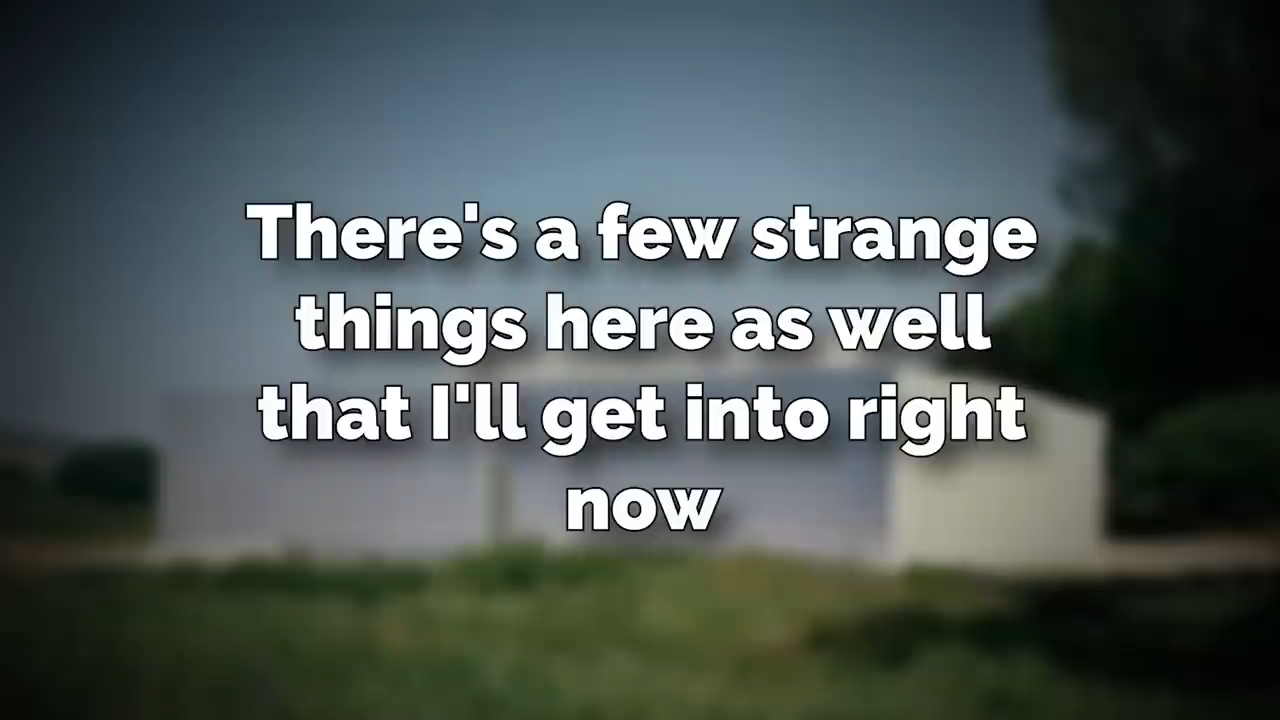 There's a few strange
things here as well
that I'll get into right
now